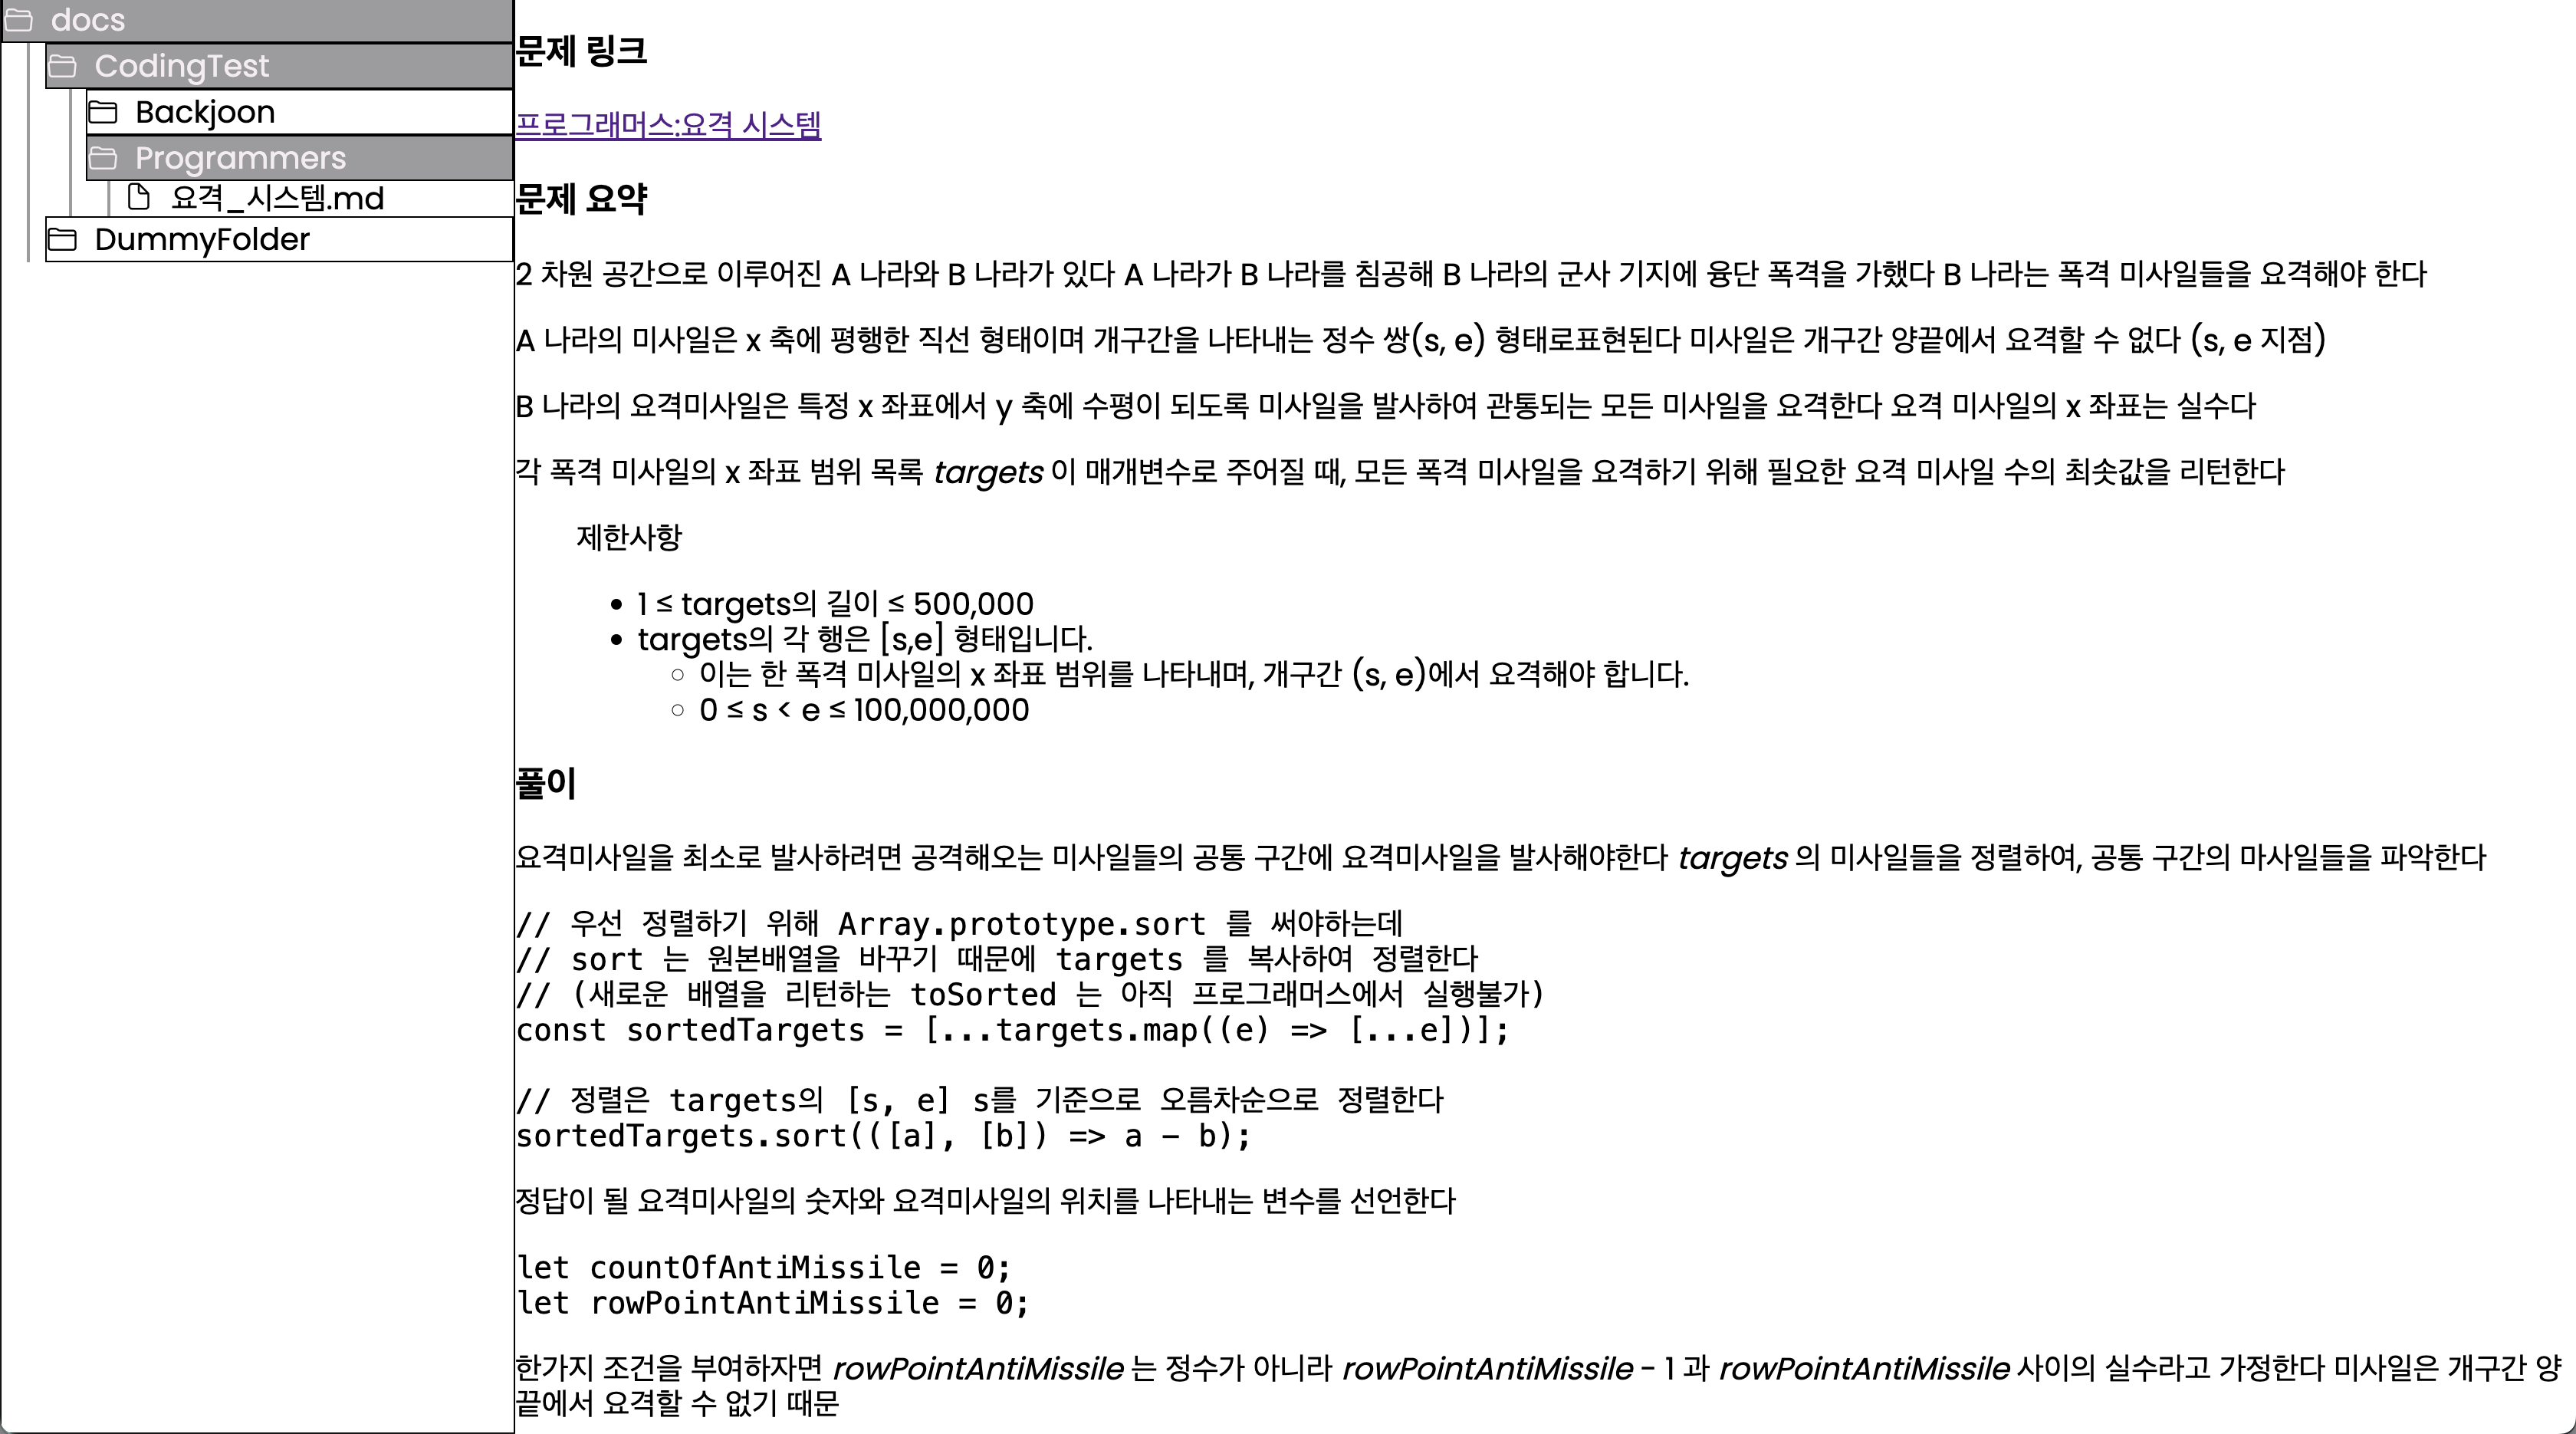 docs
CodingTest
Backjoon
Programmers
요격_시스템.md
DummyFolder
문제 링크
프로그래머스:요격 시스템
문제 요약
2 차원 공간으로 이루어진 A 나라와 B 나라가 있다 A 나라가 B 나라를 침공해 B 나라의 군사 기지에 융단 폭격을 가했다 B 나라는 폭격 미사일들을 요격해야 한다
A 나라의 미사일은 x 축에 평행한 직선 형태이며 개구간을 나타내는 정수 쌍(s, e) 형태로표현된다 미사일은 개구간 양끝에서 요격할 수 없다 (s, e 지점)
B 나라의 요격미사일은 특정 x 좌표에서 y 축에 수평이 되도록 미사일을 발사하여 관통되는 모든 미사일을 요격한다 요격 미사일의 x 좌표는 실수다
각 폭격 미사일의 x 좌표 범위 목록 targets 이 매개변수로 주어질 때, 모든 폭격 미사일을 요격하기 위해 필요한 요격 미사일 수의 최솟값을 리턴한다
제한사항
• 1 ≤ targets의 길이 ≤ 500,000
• targets의 각 행은 [s,e] 형태입니다.
◦ 이는 한 폭격 미사일의 x 좌표 범위를 나타내며, 개구간 (s, e)에서 요격해야 합니다.
◦ 0 ≤ s < e ≤ 100,000,000
풀이
요격미사일을 최소로 발사하려면 공격해오는 미사일들의 공통 구간에 요격미사일을 발사해야한다 targets 의 미사일들을 정렬하여, 공통 구간의 마사일들을 파악한다
// 우선 정렬하기 위해 Array.prototype.sort 를 써야하는데
// sort 는 원본배열을 바꾸기 때문에 targets 를 복사하여 정렬한다
// (새로운 배열을 리턴하는 toSorted 는 아직 프로그래머스에서 실행불가)
const sortedTargets = [...targets.map((e) => [...e])];
// 정렬은 targets의 [s, e] s를 기준으로 오름차순으로 정렬한다
sortedTargets.sort(([a], [b]) => a - b);
정답이 될 요격미사일의 숫자와 요격미사일의 위치를 나타내는 변수를 선언한다
let countOfAntiMissile = 0;
let rowPointAntiMissile = 0;
한가지 조건을 부여하자면 rowPointAntiMissile 는 정수가 아니라 rowPointAntiMissile - 1 과 rowPointAntiMissile 사이의 실수라고 가정한다 미사일은 개구간 양
끝에서 요격할 수 없기 때문